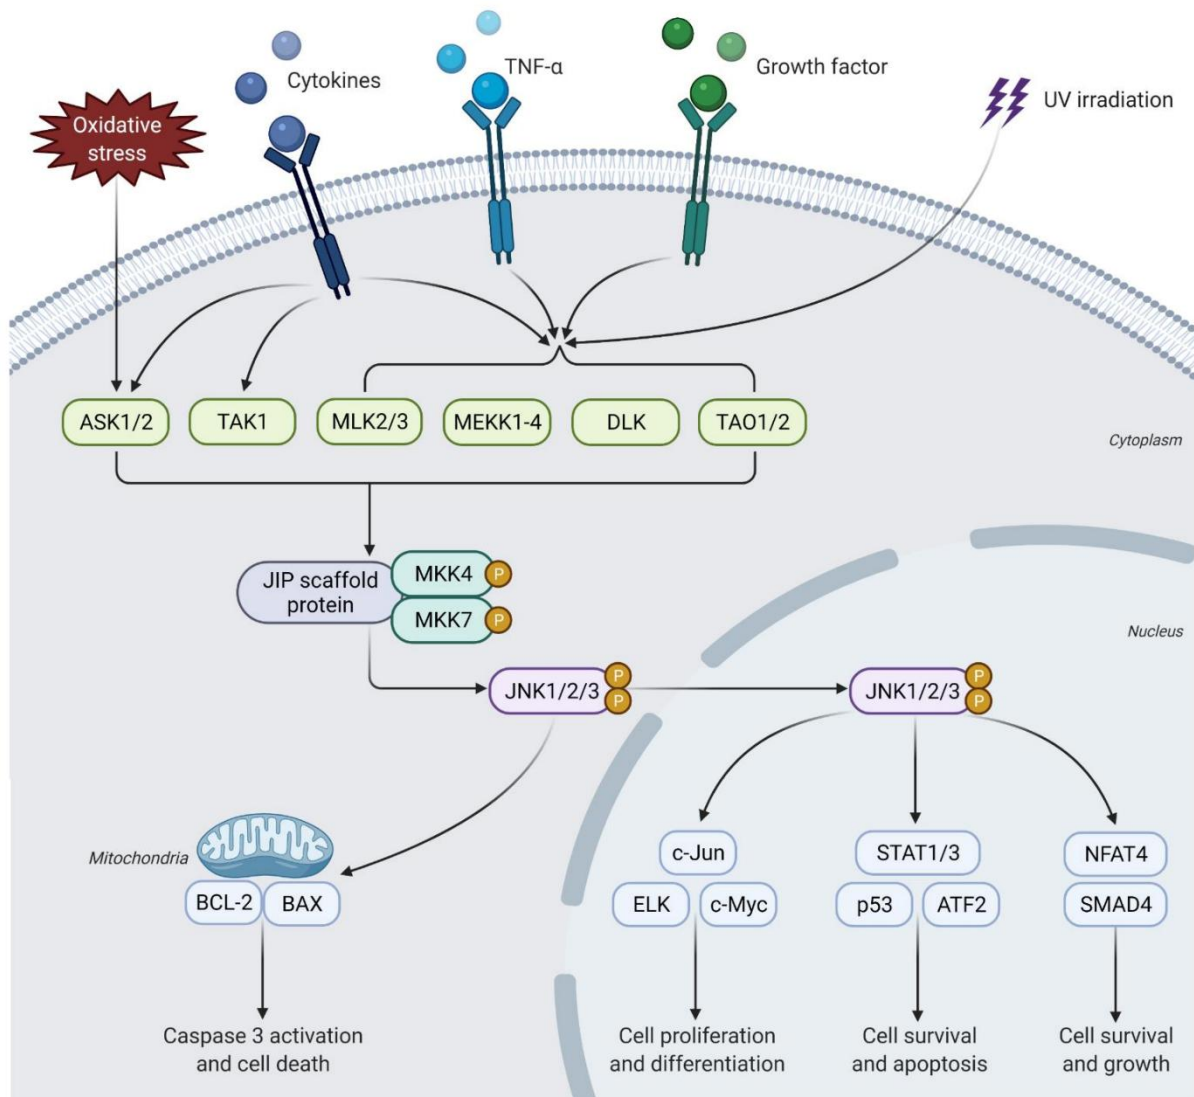 Cytokines
TNF-α
Growth factor
UV irradiation
Oxidative
stress
ASK1/2
TAK1
MLK2/3
MEKK1-4
DLK
TAO1/2
Cytoplasm
JIP scaffold
protein
MKK4
P
MKK7
P
Nucleus
JNK1/2/3
P
P
JNK1/2/3
P
P
Mitochondria
BCL-2
BAX
c-Jun
ELK
c-Myc
STAT1/3
p53
ATF2
NFAT4
SMAD4
Caspase 3 activation
and cell death
Cell proliferation
and differentiation
Cell survival
and apoptosis
Cell survival
and growth